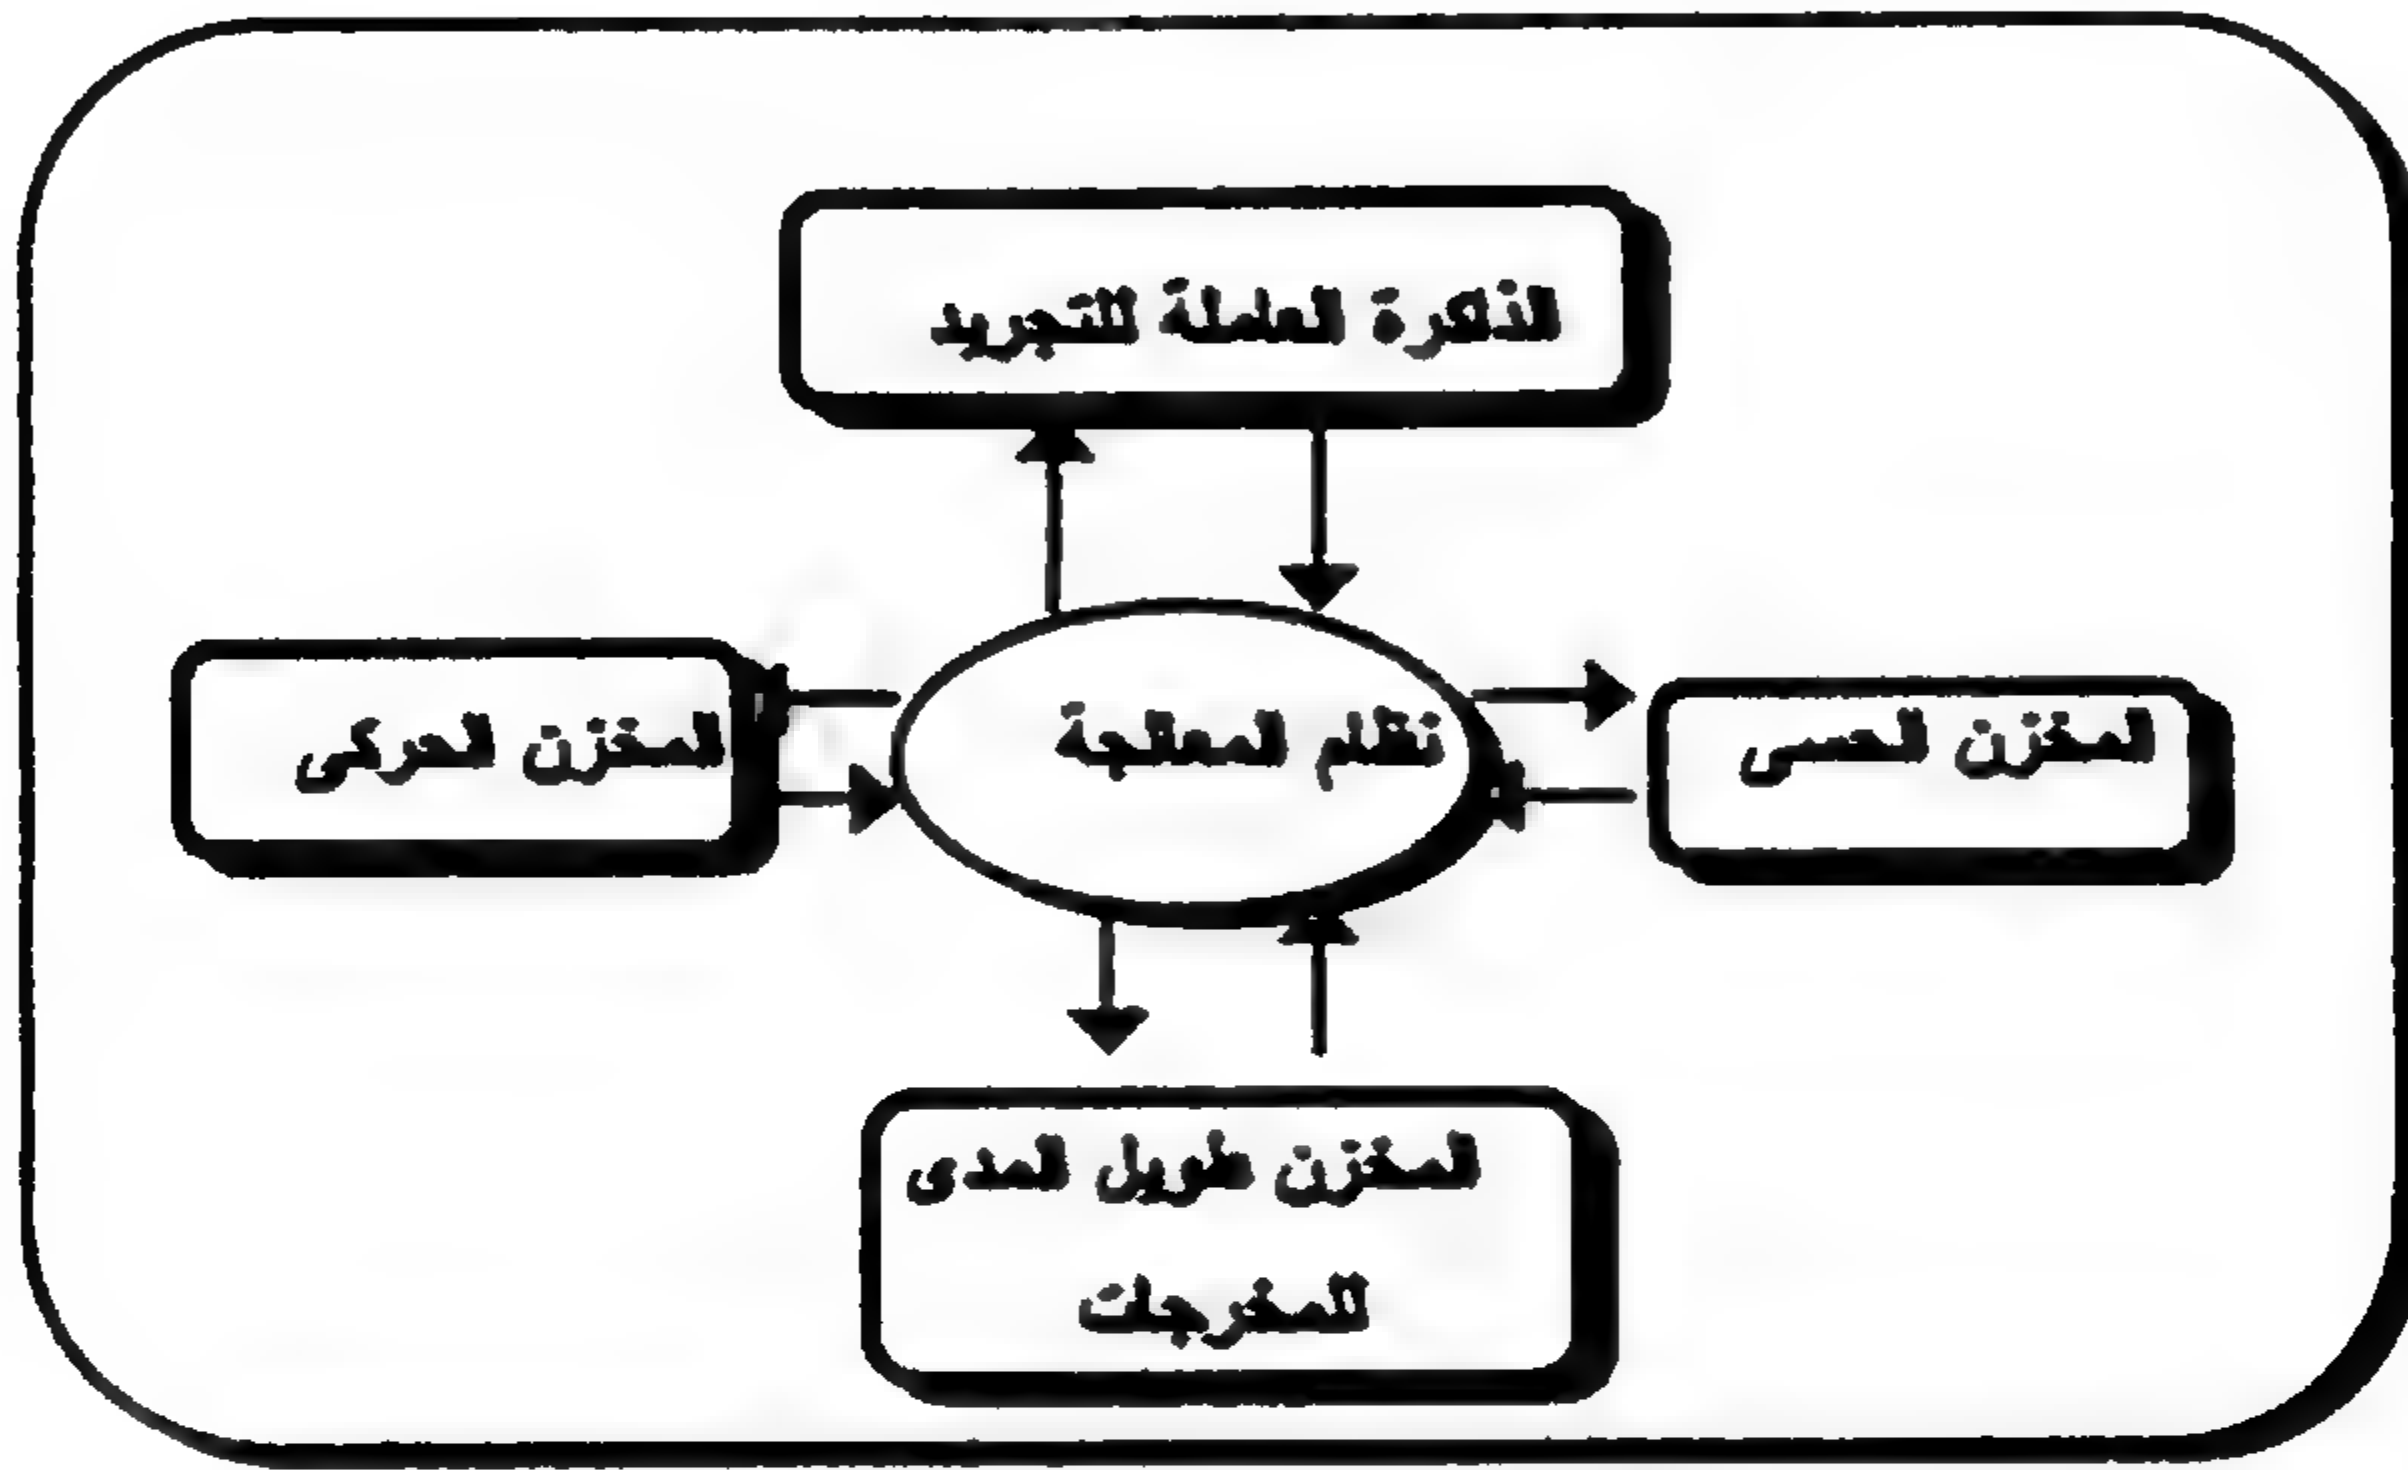 الذاكرة العاملة للتجريد
المخزن الحسى
نظام المعالجة
المخزن الحركى
المخزن طويل المدى
للمخرجات